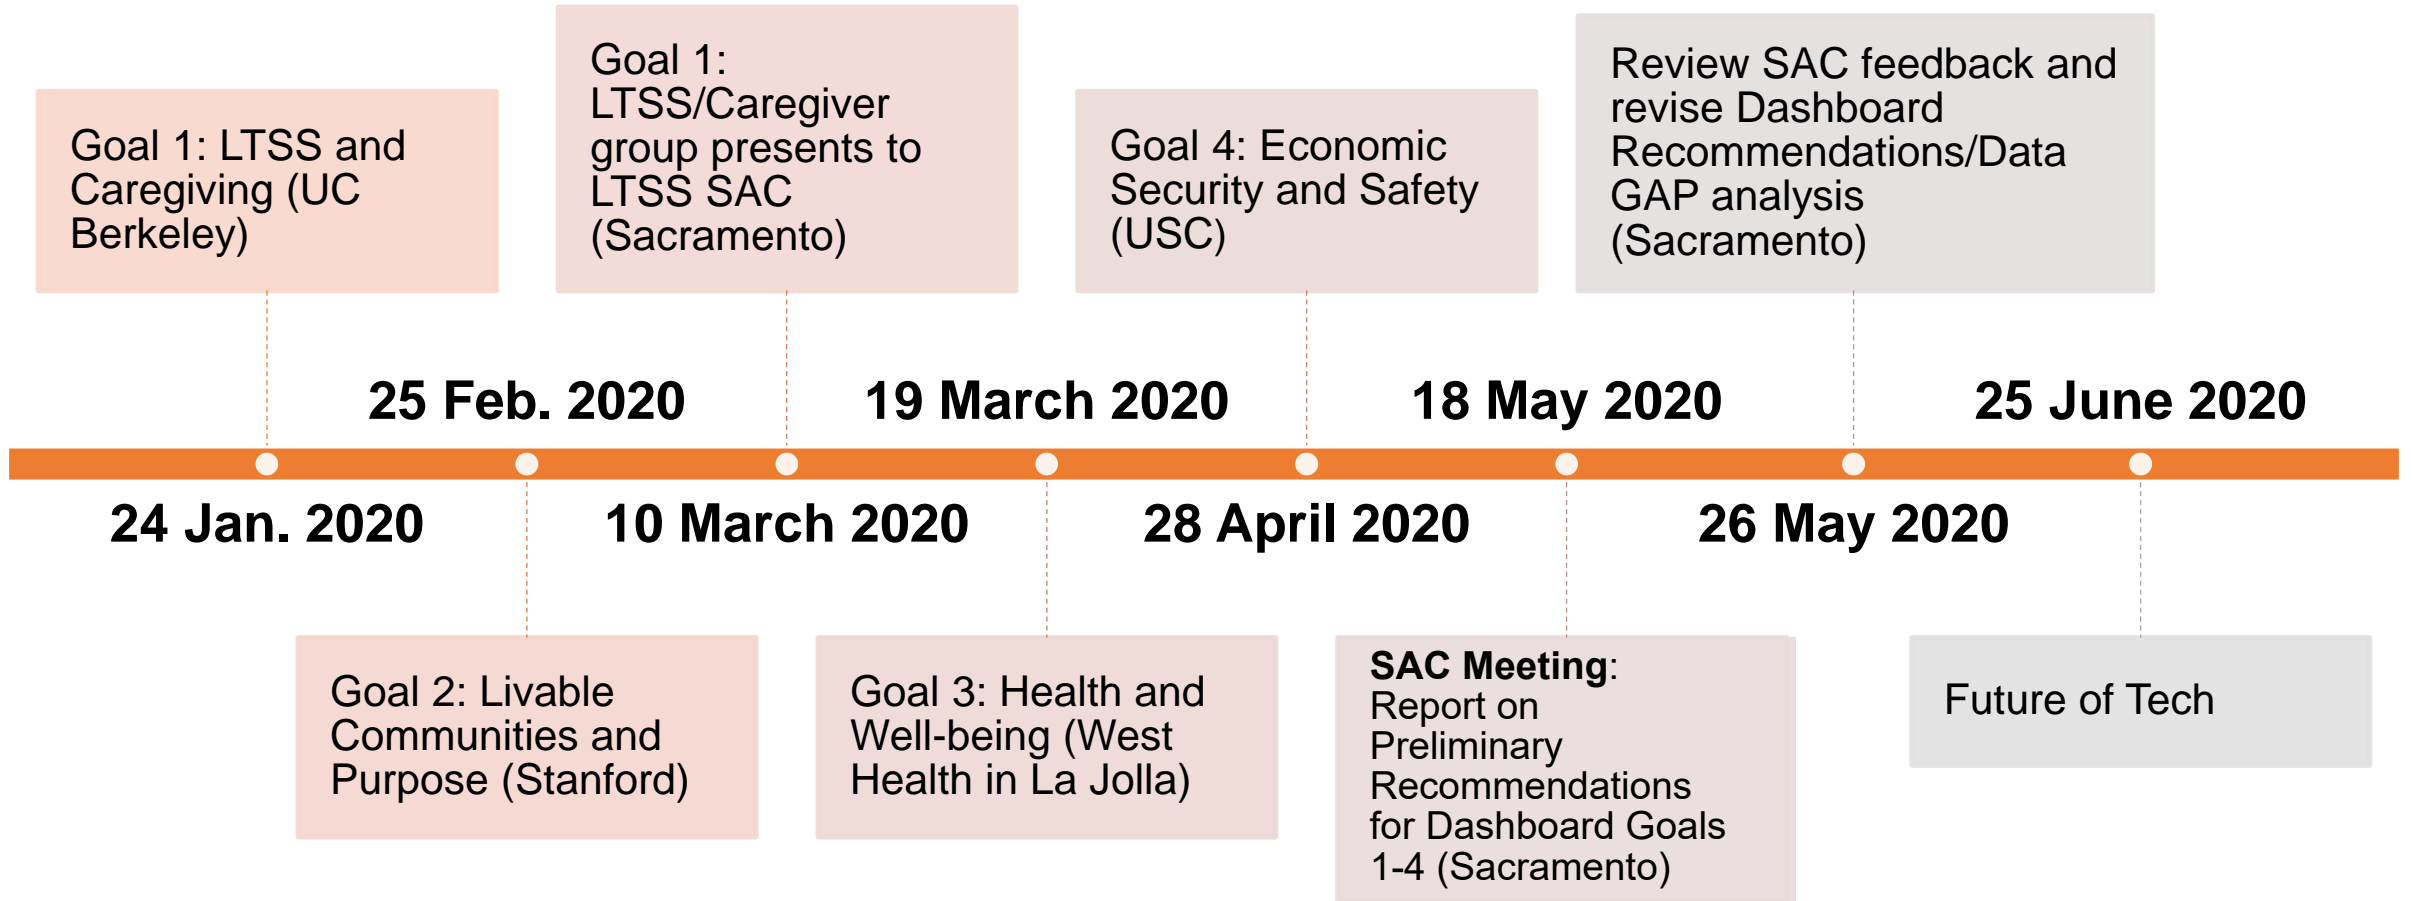 Goal 1: LTSS and
Caregiving (UC
Berkeley)
Goal 1:
LTSS/Caregiver
group presents to
LTSS SAC
(Sacramento)
Goal 4: Economic
Security and Safety
(USC)
Review SAC feedback and
revise Dashboard
Recommendations/Data
GAP analysis
(Sacramento)
25 Feb. 2020
19 March 2020
18 May 2020
25 June 2020
24 Jan. 2020
10 March 2020
28 April 2020
26 May 2020
Goal 2: Livable
Communities and
Purpose (Stanford)
Goal 3: Health and
Well-being (West
Health in La Jolla)
SAC Meeting:
Report on
Preliminary
Recommendations
for Dashboard Goals
1-4 (Sacramento)
Future of Tech